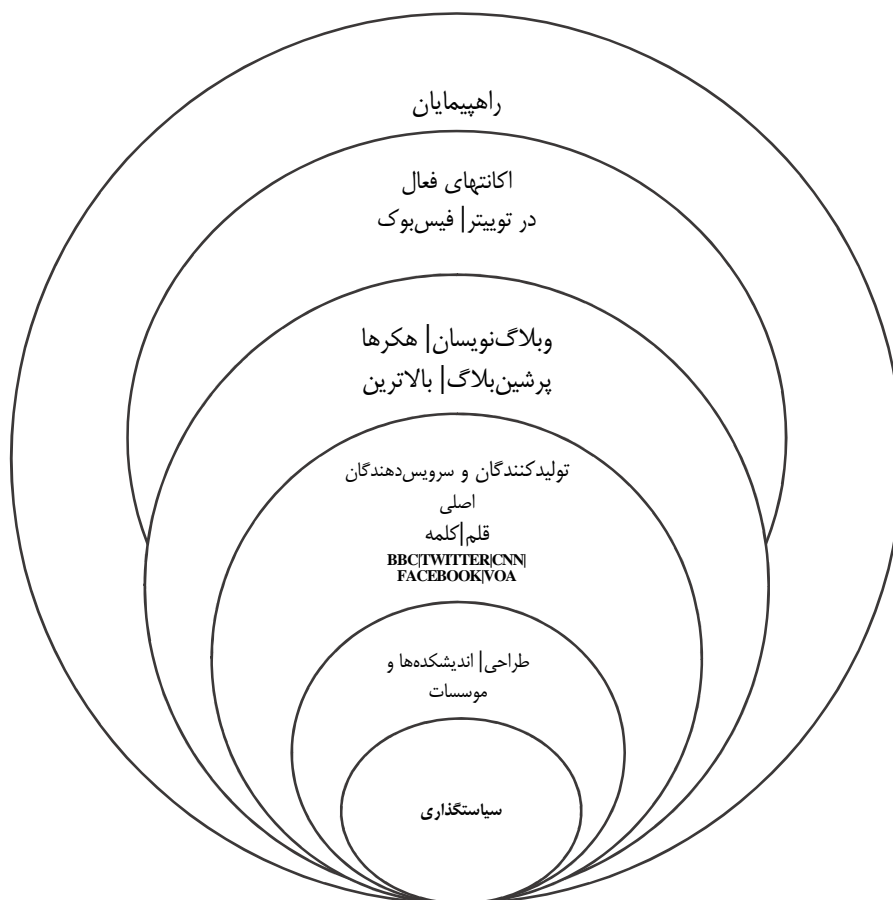 راهپیمایان
اکانتهای فعال
در توییتر| فیس‌بوک
وبلاگ‌نویسان| هکرها
پرشین‌بلاگ| بالاترین
تولیدکنندگان و سرویس‌دهندگان
اصلی
قلم|کلمه
BBC|TWITTER|CNN|
FACEBOOK|VOA
طراحی| اندیشکده‌ها و
موسسات
سیاستگذاری